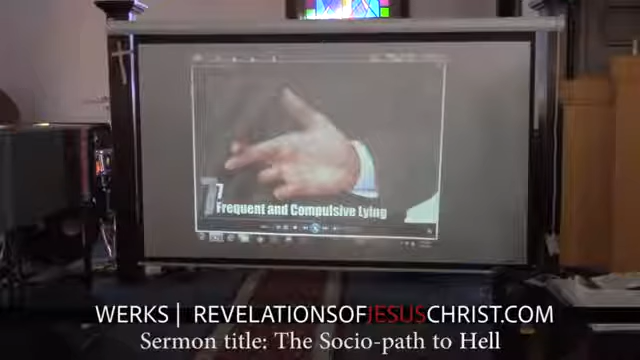 7
Frequent and Compulsive Lying
WERKS | REVELATIONSOFJESUSCHRIST.COM
Sermon title: The Socio-path to Hell